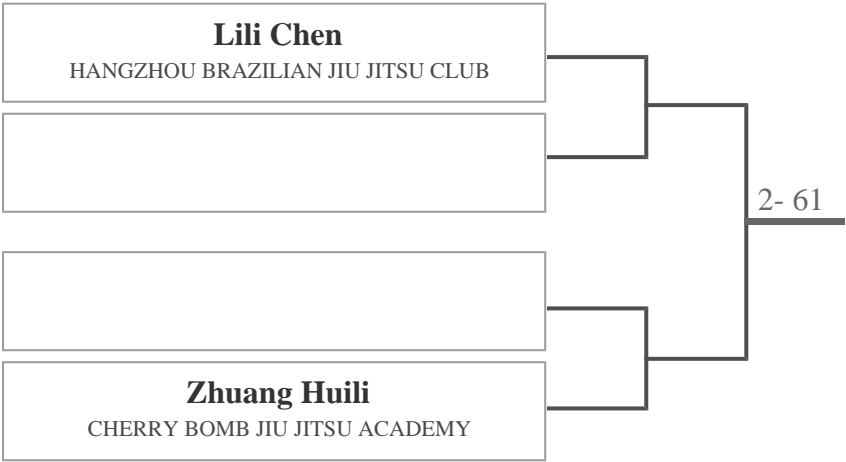 Lili Chen
HANGZHOU BRAZILIAN JIU JITSU CLUB
2- 61
Zhuang Huili
CHERRY BOMB JIU JITSU ACADEMY